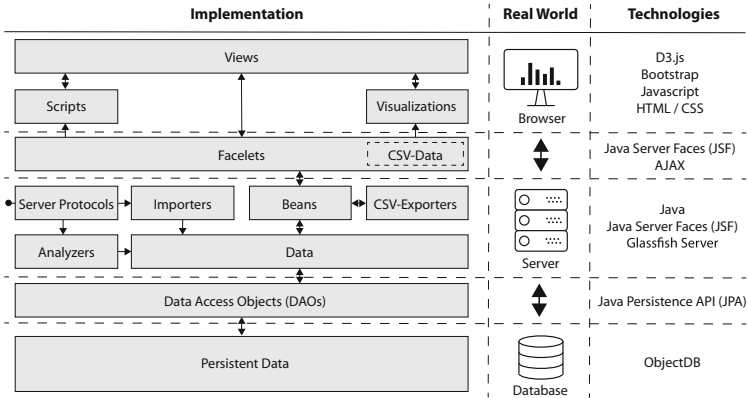 Implementation
Real World
Technologies
Views
Scripts
Visualizations
Browser
D3.js
Bootstrap
Javascript
HTML / CSS
Facelets
CSV-Data
Java Server Faces (JSF)
AJAX
Server Protocols
Importers
Beans
CSV-Exporters
Analyzers
Data
Server
Java
Java Server Faces (JSF)
Glassfish Server
Data Access Objects (DAOs)
Java Persistence API (JPA)
Persistent Data
Database
ObjectDB